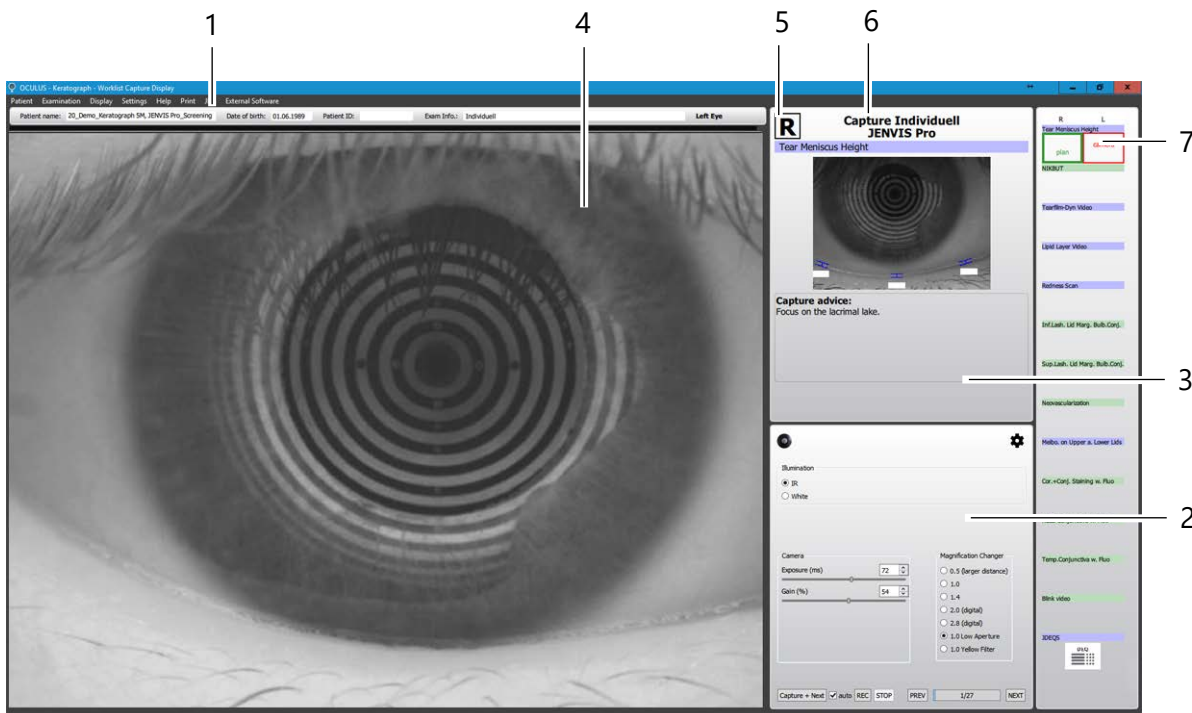 1 4 5 6
OCULUS - Keratograph - Worklist Capture Display
Patient Examination Display Settings Help Print External Software
Patient name: 20_Demo_Keratograph 5M, JENVIS Pro_Screening Date of birth: 01.06.1989 Patient ID: Exam Info.: Individuell Left Eye
R Capture Individuell
JENVIS Pro
Tear Meniscus Height
Capture advice:
Focus on the lacrimal lake.
R L
Tear Meniscus Height
plan
7
NIKBUT
Tearfilm-Dyn Video
Lipid Layer Video
Redness Scan
Inf.Lash. Lid Marg. Bulb.Conj.
Sup.Lash. Lid Marg. Bulb.Conj.
3
Neovascularization
Meibo. on Upper a. Lower Lids
Cor.+Conj. Staining w. Fluo
2
Temp.Conjunctiva w. Fluo
Blink video
IDEQS
Illumination
IR
White
Camera
Exposure (ms) 72
Gain (%) 54
Magnification Changer
0.5 (larger distance)
1.0
1.4
2.0 (digital)
2.8 (digital)
1.0 Low Aperture
1.0 Yellow Filter
Capture + Next auto REC STOP PREV 1/27 NEXT